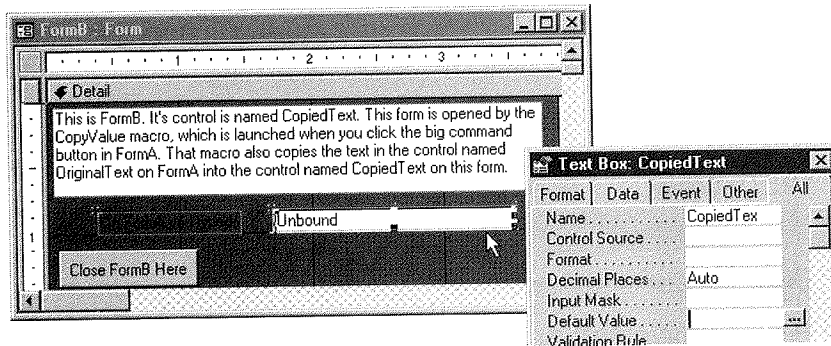 FormB : Form
1 2 3
Detail
This is FormB. It's control is named CopiedText. This form is opened by the
CopyValue macro, which is launched when you click the big command
button in FormA. That macro also copies the text in the control named
OriginalText on FormA into the control named CopiedText on this form.
Unbound
1
Close FormB Here
Text Box: CopiedText
Format Data Event Other All
Name . . . . . . . . . . . CopiedTex
Control Source . . . .
Format . . . . . . . . . .
Decimal Places . . . Auto
Input Mask . . . . . . .
Default Value . . . . . ...
Validation Rule